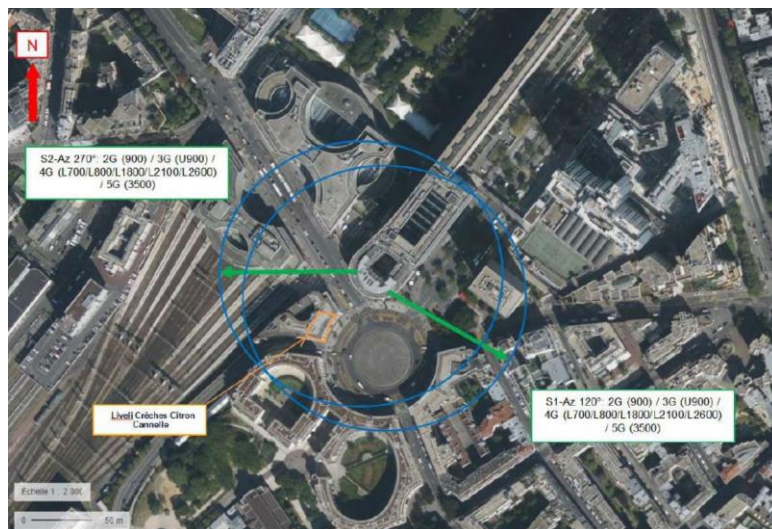 N
S2-Az 270°: 2G (900) / 3G (U900) /
4G (L700/L800/L1800/L2100/L2600)
/ 5G (3500)
Liveli Crèches Citron
Cannelle
S1-Az 120°: 2G (900) / 3G (U900) /
4G (L700/L800/L1800/L2100/L2600)
/ 5G (3500)
Echelle 1 : 2 000
0 50 m